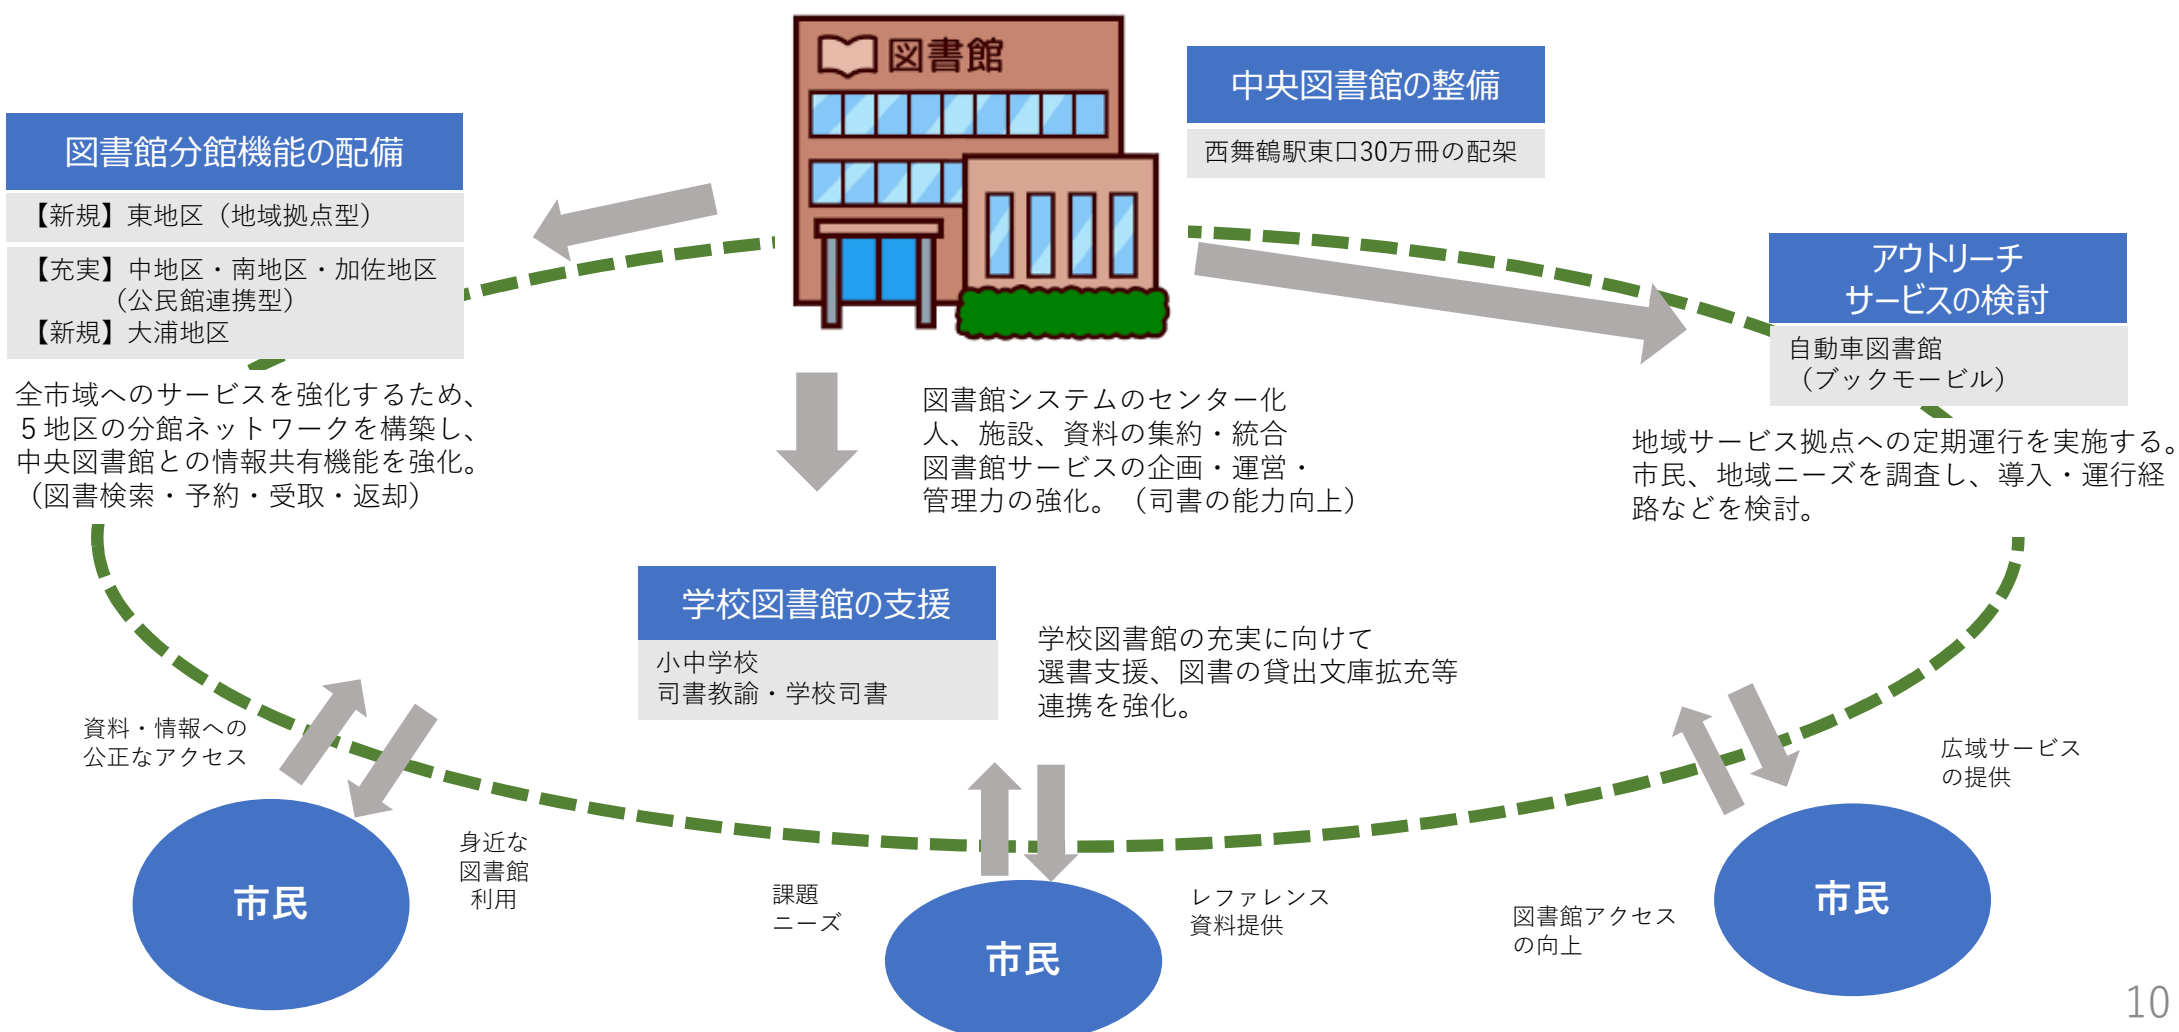 図書館
中央図書館の整備
西舞鶴駅東口30万冊の配架
図書館分館機能の配備
【新規】東地区（地域拠点型）
【充実】中地区・南地区・加佐地区
（公民館連携型）
【新規】大浦地区
全市域へのサービスを強化するため、
５地区の分館ネットワークを構築し、
中央図書館との情報共有機能を強化。
（図書検索・予約・受取・返却）
図書館システムのセンター化
人、施設、資料の集約・統合
図書館サービスの企画・運営・
管理力の強化。（司書の能力向上）
アウトリーチ
サービスの検討
自動車図書館
（ブックモービル）
地域サービス拠点への定期運行を実施する。
市民、地域ニーズを調査し、導入・運行経
路などを検討。
学校図書館の支援
小中学校
司書教諭・学校司書
学校図書館の充実に向けて
選書支援、図書の貸出文庫拡充等
連携を強化。
資料・情報への
公正なアクセス
身近な
図書館
利用
市民
課題
ニーズ
市民
レファレンス
資料提供
図書館アクセス
の向上
広域サービス
の提供
市民
10